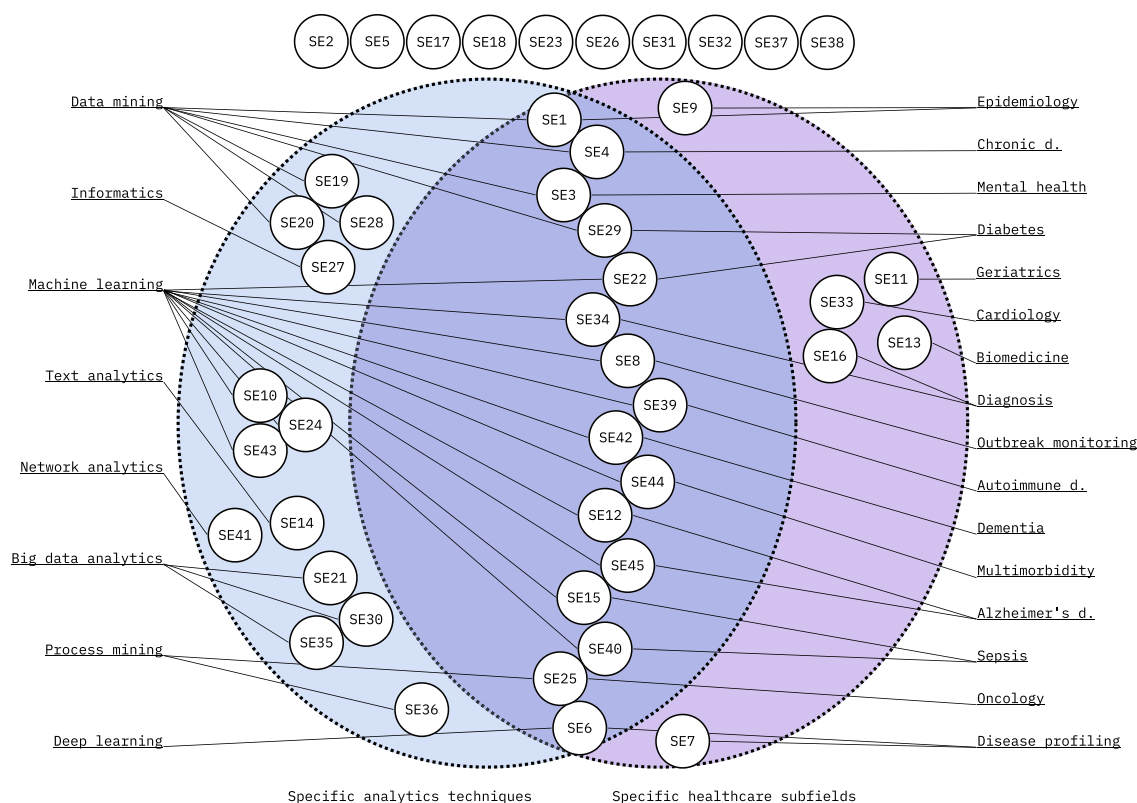 SE2 SE5 SE17 SE18 SE23 SE26 SE31 SE32 SE37 SE38
Data mining
Informatics
Machine learning
Text analytics
Network analytics
Big data analytics
Process mining
Deep learning
SE19
SE20 SE28
SE27
SE10
SE24
SE43
SE14
SE41
SE21
SE30
SE35
SE36
SE1
SE4
SE3
SE29
SE22
SE34
SE8
SE39
SE42
SE44
SE12
SE45
SE15
SE40
SE25
SE6
SE9
SE11
SE33
SE13
SE16
SE7
Epidemiology
Chronic d.
Mental health
Diabetes
Geriatrics
Cardiology
Biomedicine
Diagnosis
Outbreak monitoring
Autoimmune d.
Dementia
Multimorbidity
Alzheimer's d.
Sepsis
Oncology
Disease profiling
Specific analytics techniques
Specific healthcare subfields